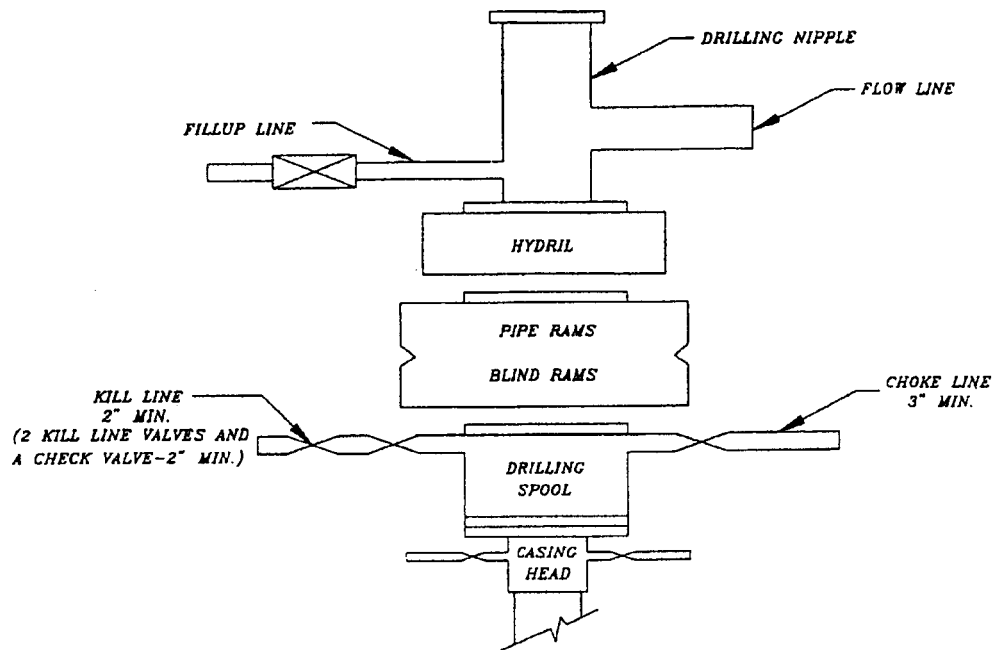 DRILLING NIPPLE
FLOW LINE
FILLUP LINE
HYDRIL
PIPE RAMS
BLIND RAMS
KILL LINE
2" MIN.
(2 KILL LINE VALVES AND
A CHECK VALVE-2" MIN.)
CHOKE LINE
3" MIN.
DRILLING
SPOOL
CASING
HEAD